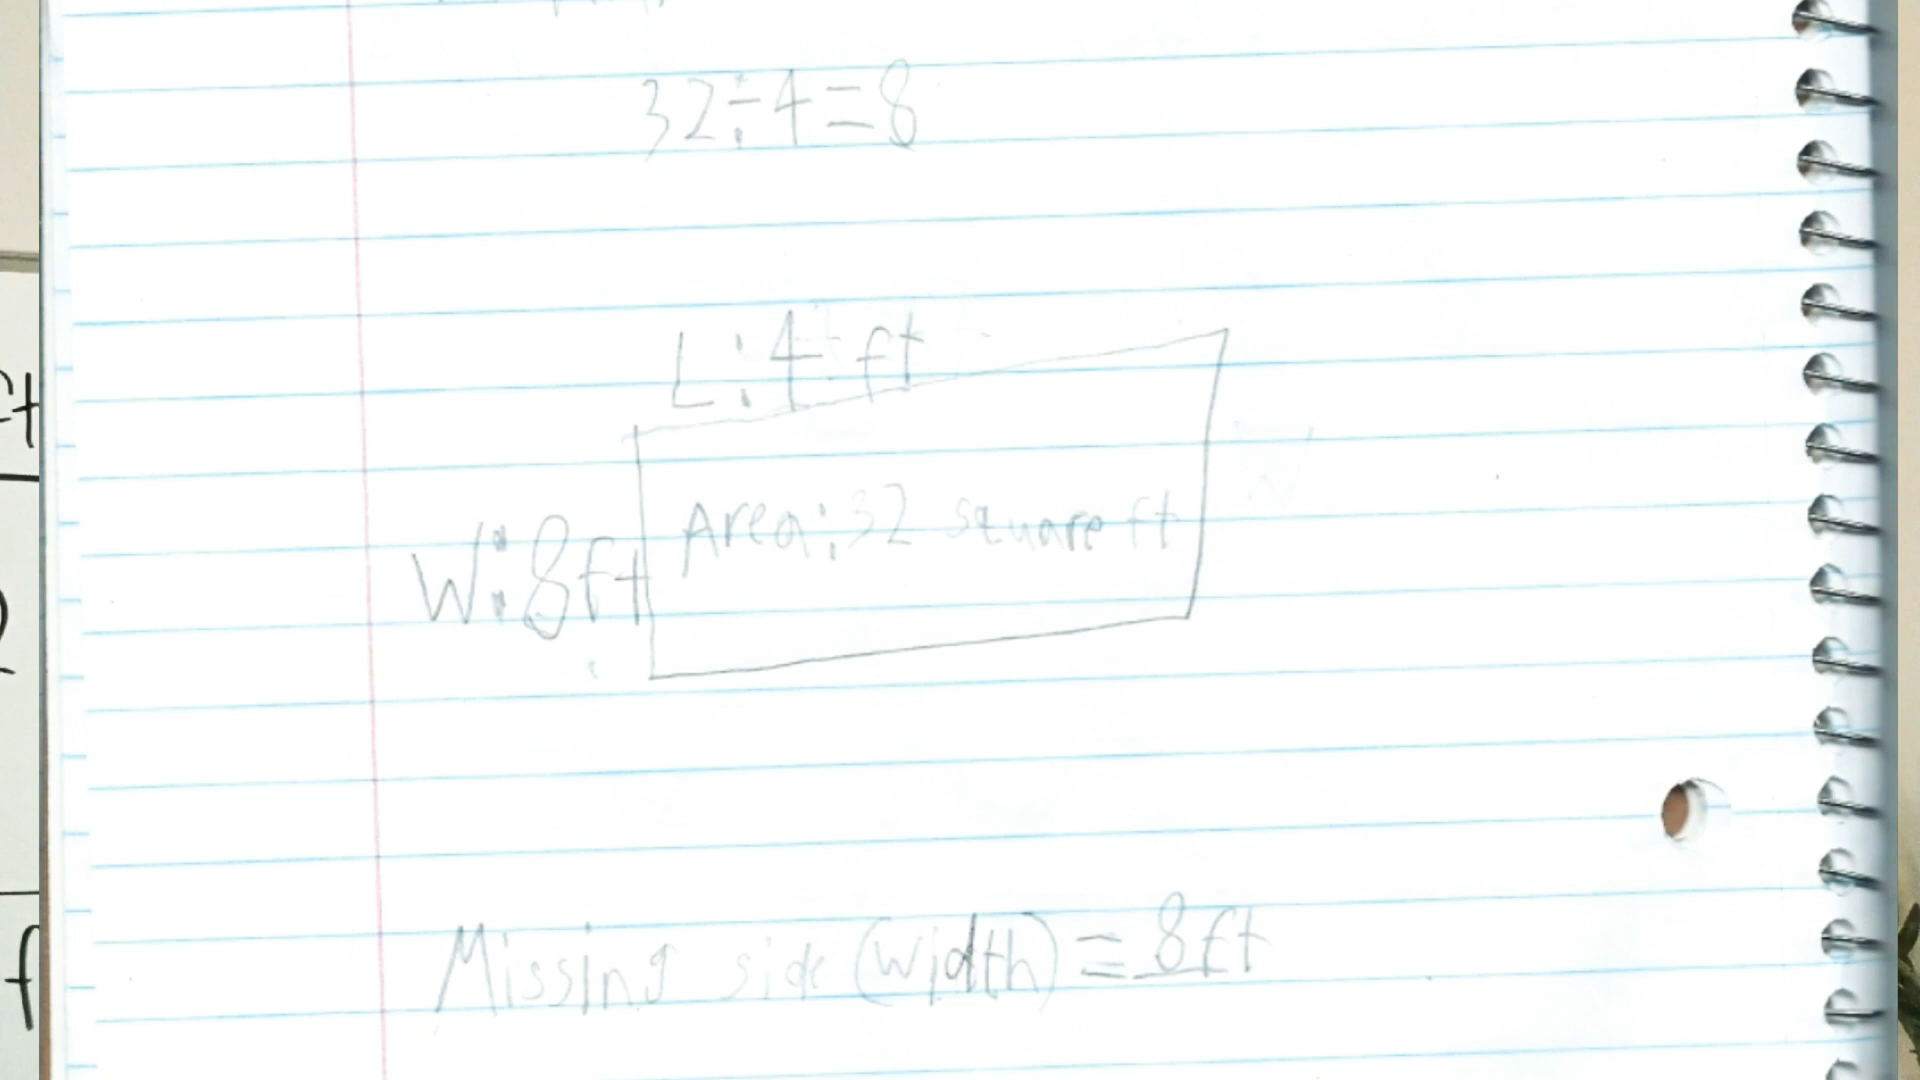 32÷4=8
L:4 ft
Area:32 square ft
W:8ft
Missing side (width) = 8ft